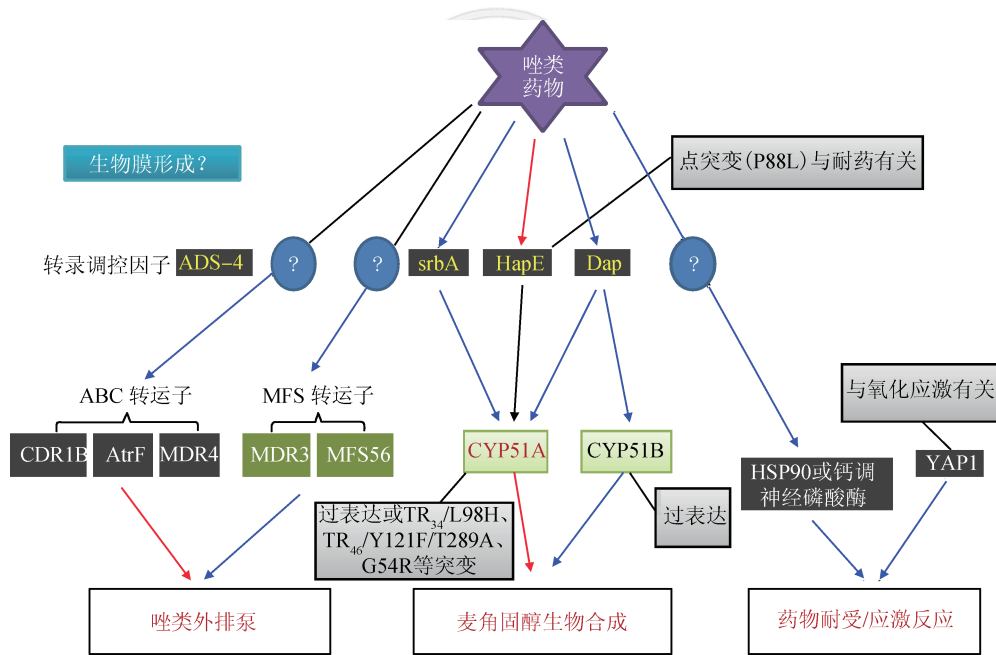 唑类
药物
生物膜形成？
点突变（P88L）与耐药有关
转录调控因子 ADS-4 ? ? srbA HapE Dap ?
ABC 转运子 MFS 转运子
与氧化应激有关
CDR1B AtrF MDR4 MDR3 MFS56 CYP51A CYP51B
HSP90或钙调
神经磷酸酶
YAP1
过表达或TR34/L98H、
TR46/Y121F/T289A、
G54R等突变
过表达
唑类外排泵 麦角固醇生物合成 药物耐受/应激反应